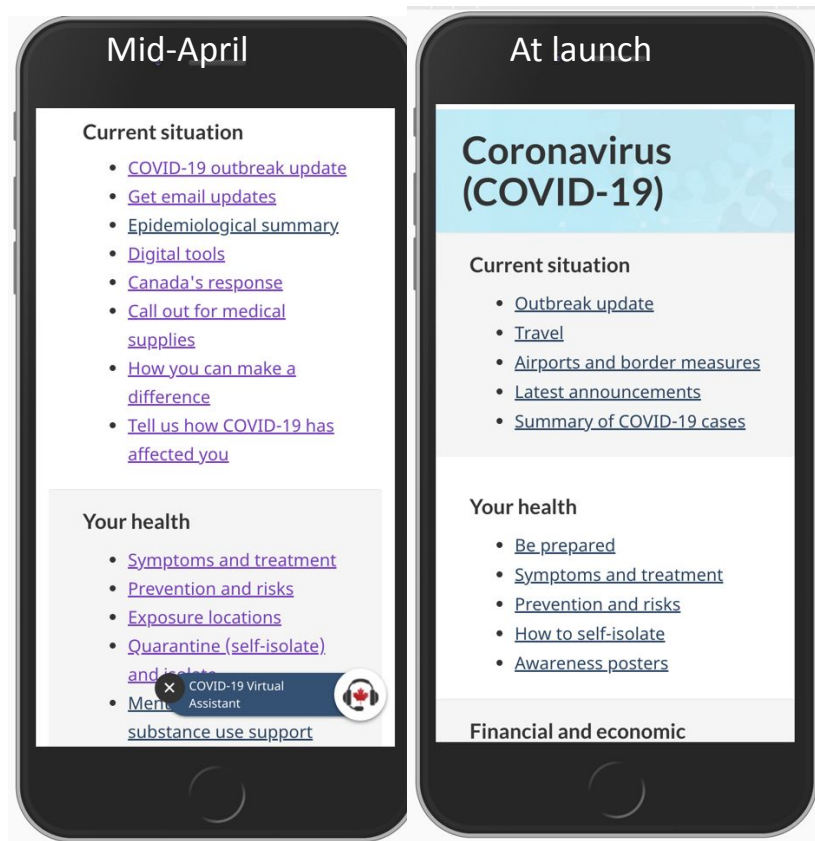 Mid-April
Current situation
COVID-19 outbreak update
Get email updates
Epidemiological summary
Digital tools
Canada's response
Call out for medical
supplies
How you can make a
difference
Tell us how COVID-19 has
affected you
Your health
Symptoms and treatment
Prevention and risks
Exposure locations
Quarantine (self-isolate)
and isolate
COVID-19 Virtual
Assistant
substance use support
At launch
Coronavirus
(COVID-19)
Current situation
Outbreak update
Travel
Airports and border measures
Latest announcements
Summary of COVID-19 cases
Your health
Be prepared
Symptoms and treatment
Prevention and risks
How to self-isolate
Awareness posters
Financial and economic